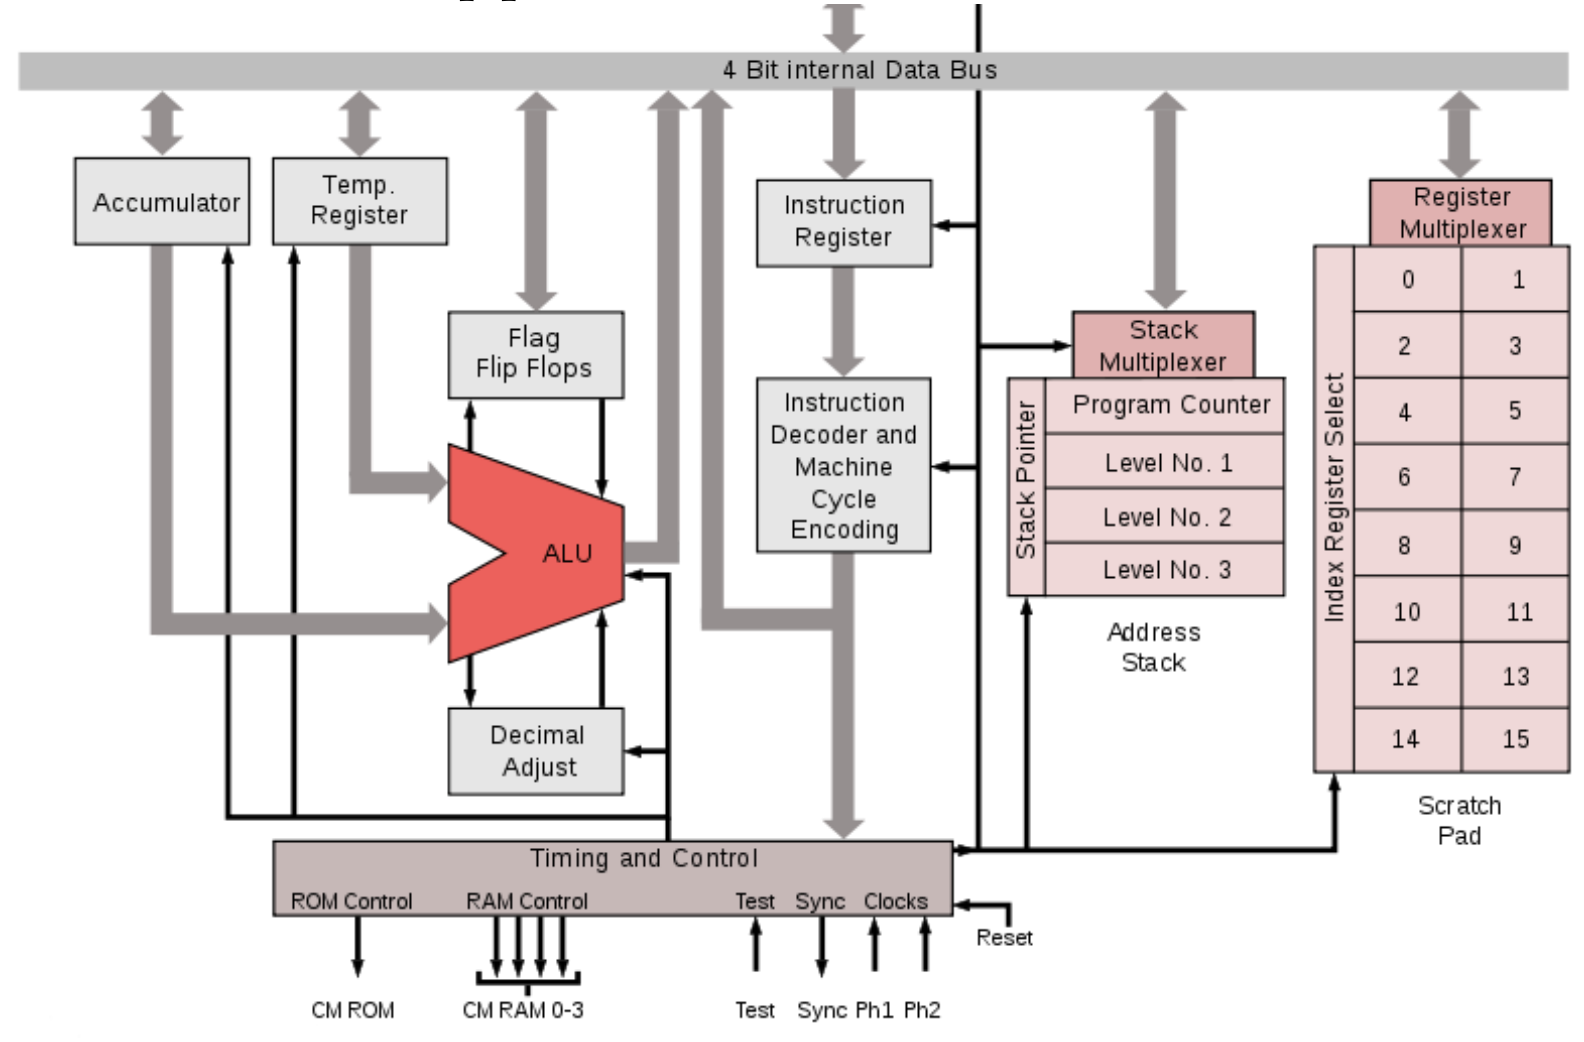 4 Bit internal Data Bus
Accumulator
Temp.
Register
Flag
Flip Flops
ALU
Decimal
Adjust
Instruction
Register
Instruction
Decoder and
Machine
Cycle
Encoding
Stack
Multiplexer
Stack Pointer
Program Counter
Level No. 1
Level No. 2
Level No. 3
Address
Stack
Register
Multiplexer
Index Register Select
0 1
2 3
4 5
6 7
8 9
10 11
12 13
14 15
Scratch
Pad
Timing and Control
ROM Control RAM Control Test Sync Clocks
Reset
CM ROM CM RAM 0-3 Test Sync Ph1 Ph2